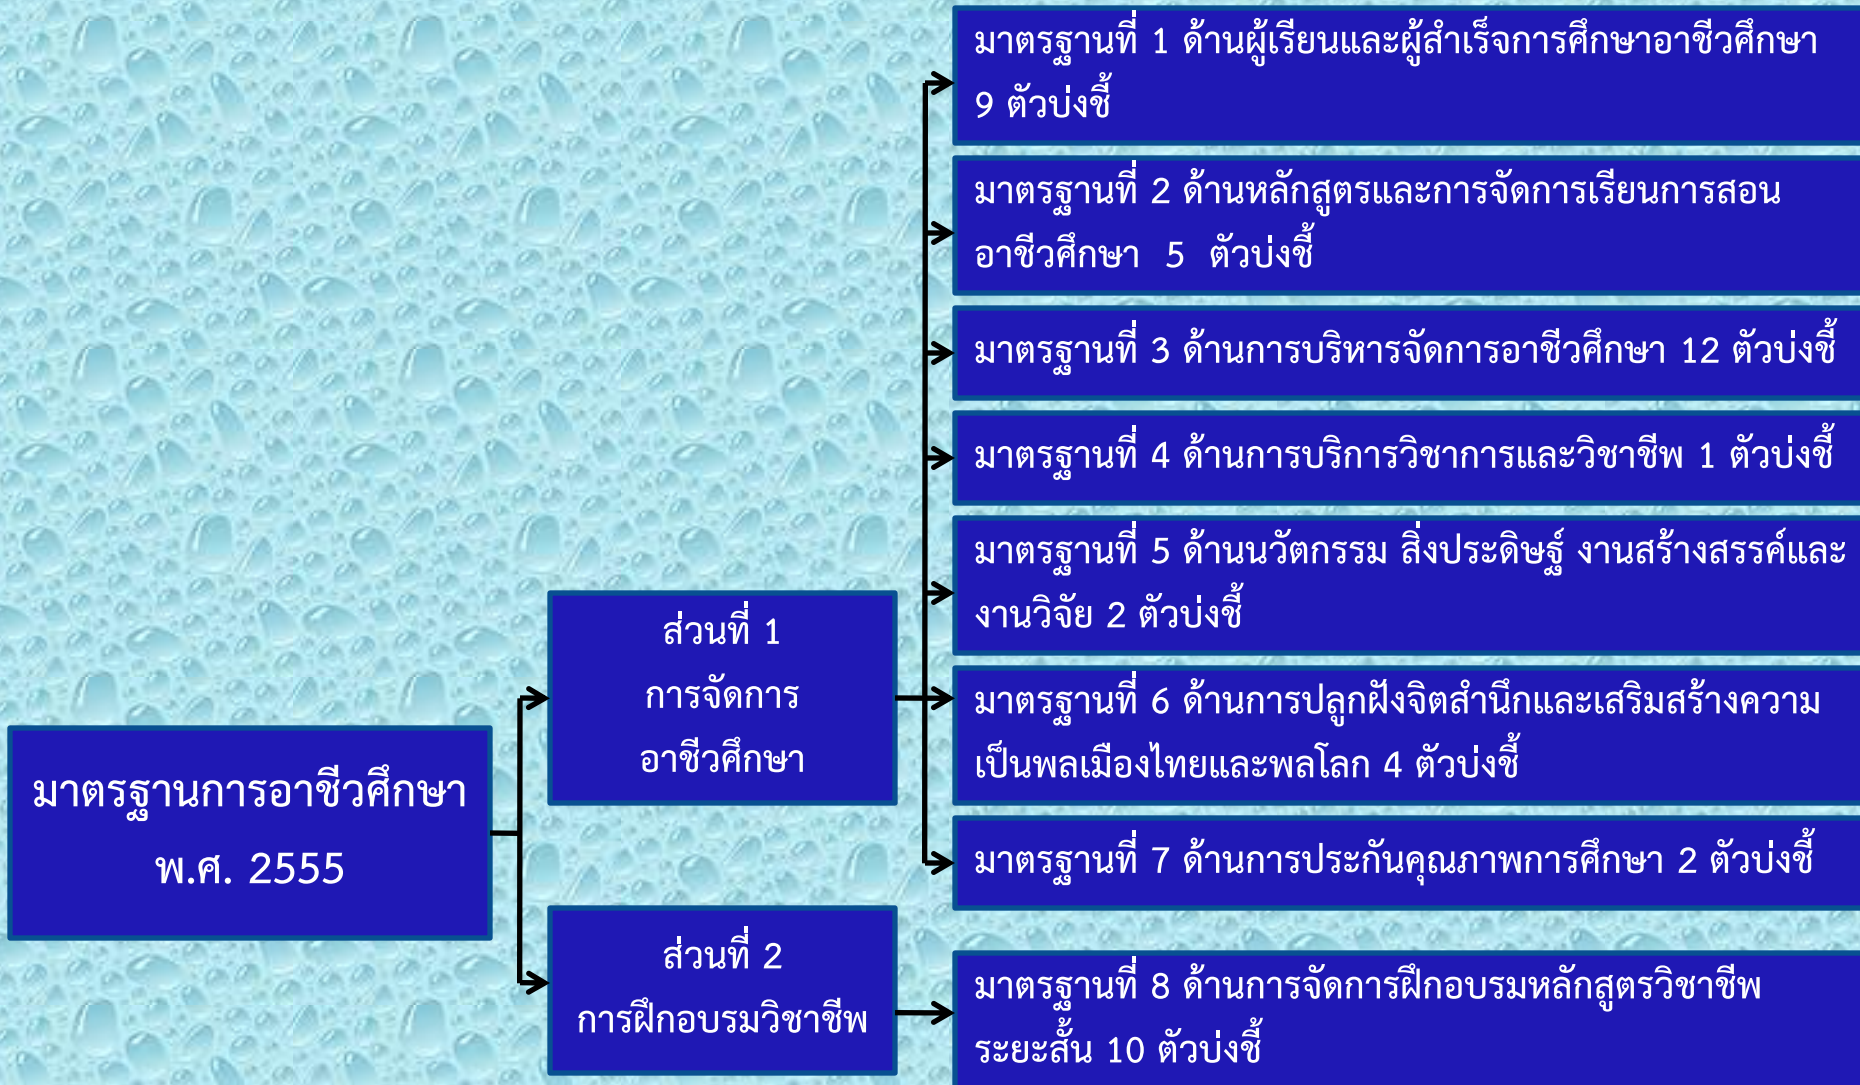 มาตรฐานการอาชีวศึกษา
พ.ศ. 2555
ส่วนที่ 1
การจัดการ
อาชีวศึกษา
ส่วนที่ 2
การฝึกอบรมวิชาชีพ
มาตรฐานที่ 1 ด้านผู้เรียนและผู้สำเร็จการศึกษาอาชีวศึกษา
9 ตัวบ่งชี้
มาตรฐานที่ 2 ด้านหลักสูตรและการจัดการเรียนการสอน
อาชีวศึกษา 5 ตัวบ่งชี้
มาตรฐานที่ 3 ด้านการบริหารจัดการอาชีวศึกษา 12 ตัวบ่งชี้
มาตรฐานที่ 4 ด้านการบริการวิชาการและวิชาชีพ 1 ตัวบ่งชี้
มาตรฐานที่ 5 ด้านนวัตกรรม สิ่งประดิษฐ์ งานสร้างสรรค์และ
งานวิจัย 2 ตัวบ่งชี้
มาตรฐานที่ 6 ด้านการปลูกฝังจิตสำนึกและเสริมสร้างความ
เป็นพลเมืองไทยและพลโลก 4 ตัวบ่งชี้
มาตรฐานที่ 7 ด้านการประกันคุณภาพการศึกษา 2 ตัวบ่งชี้
มาตรฐานที่ 8 ด้านการจัดการฝึกอบรมหลักสูตรวิชาชีพ
ระยะสั้น 10 ตัวบ่งชี้